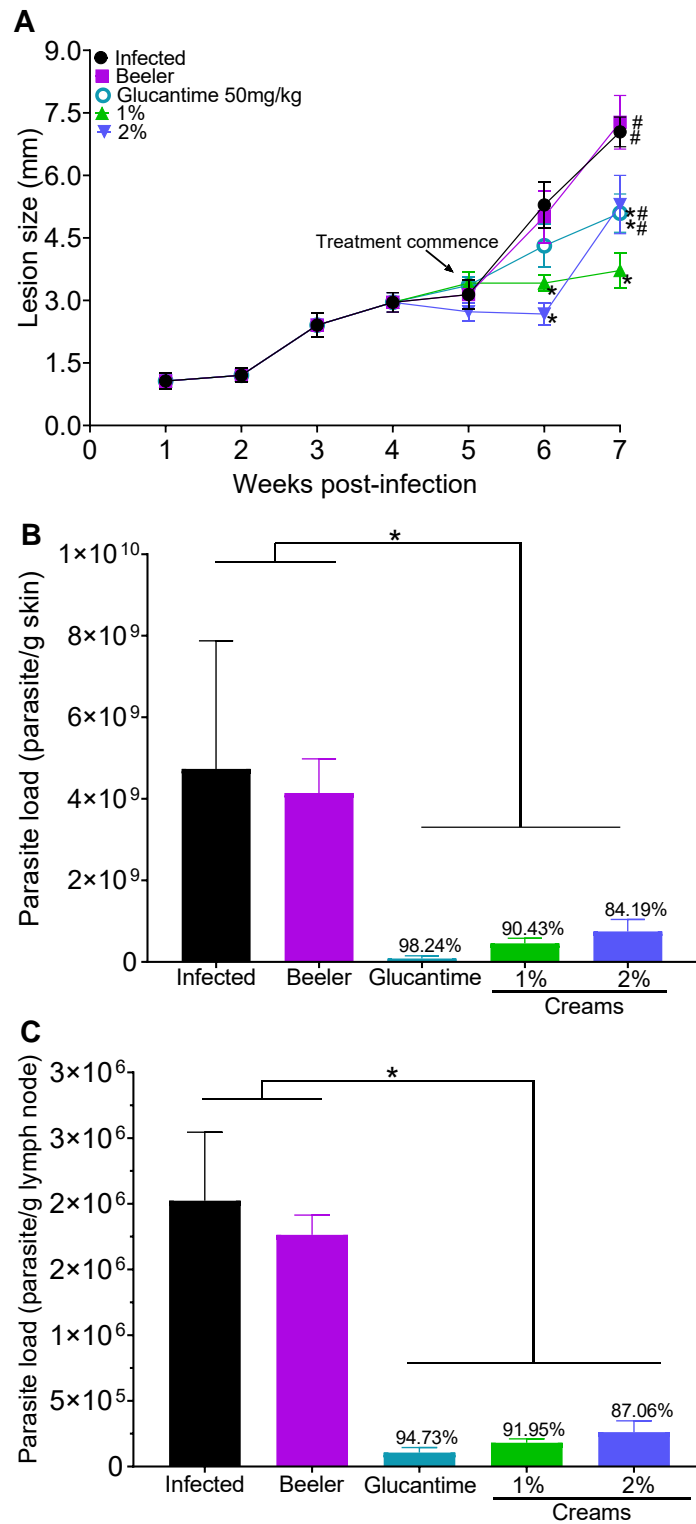 A
Lesion size (mm)
9.0
7.5
6.0
4.5
3.0
1.5
0.0
Infected
Beeler
Glucantime 50mg/kg
1%
2%
Treatment commence
#
#
*#
*#
*
*
*
0 1 2 3 4 5 6 7
Weeks post-infection
B
Parasite load (parasite/g skin)
1×10¹⁰
8×10⁹
6×10⁹
4×10⁹
2×10⁹
0
*
98.24%
90.43%
84.19%
Infected Beeler Glucantime 1% 2%
Creams
C
Parasite load (parasite/g lymph node)
3×10⁶
3×10⁶
2×10⁶
2×10⁶
1×10⁶
5×10⁵
0
*
94.73%
91.95%
87.06%
Infected Beeler Glucantime 1% 2%
Creams